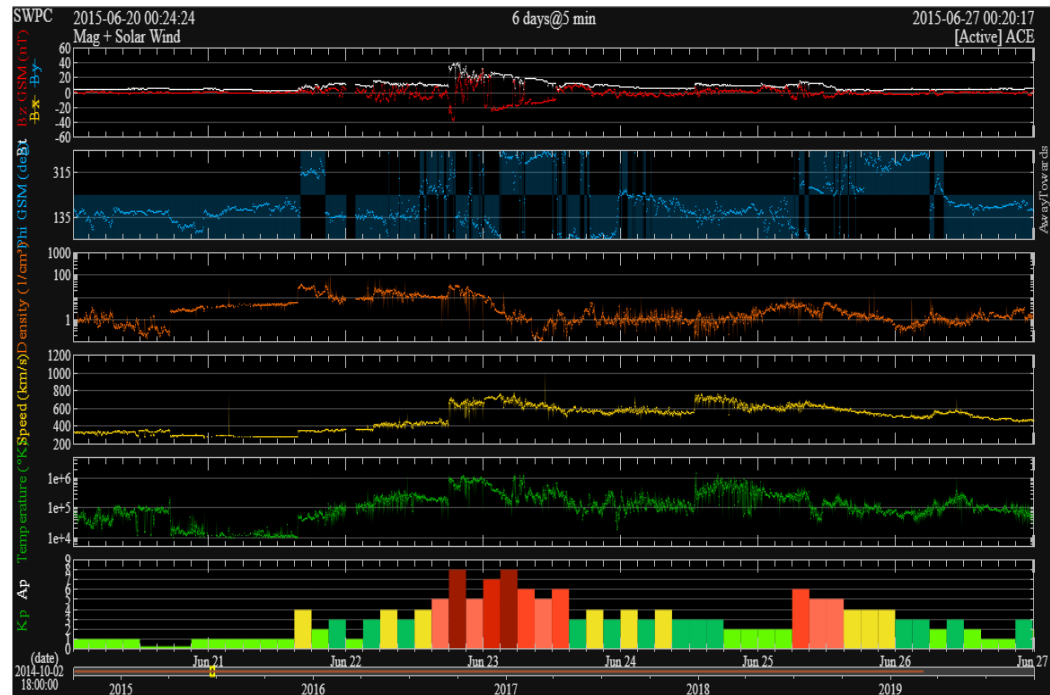 SWPC 2015-06-20 00:24:24 6 days@5 min 2015-06-27 00:20:17
Mag + Solar Wind [Active] ACE
Bt Bz GSM (nT)
Bx By
60
40
20
0
-20
-40
-60
Phi GSM (deg)
315
135
AwayTowards
Density (1/cm³)
1000
100
1
Speed (km/s)
1200
1000
800
600
400
200
Temperature (°K)
1e+6
1e+5
1e+4
Kp Ap
9
8
7
6
5
4
3
2
1
0
(date) Jun 21 Jun 22 Jun 23 Jun 24 Jun 25 Jun 26 Jun 27
2014-10-02
18:00:00 2015 2016 2017 2018 2019